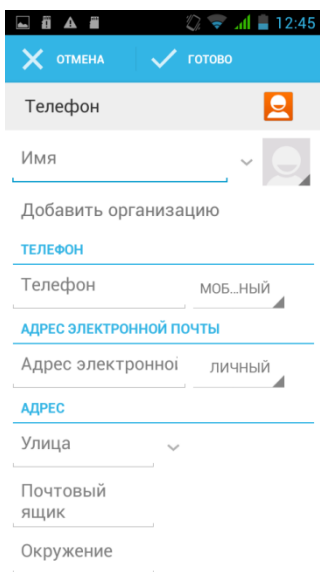 12:45
ОТМЕНА ГОТОВО
Телефон
Имя
Добавить организацию
ТЕЛЕФОН
Телефон МОБ...НЫЙ
АДРЕС ЭЛЕКТРОННОЙ ПОЧТЫ
Адрес электронноі ЛИЧНЫЙ
АДРЕС
Улица
Почтовый
ящик
Окружение